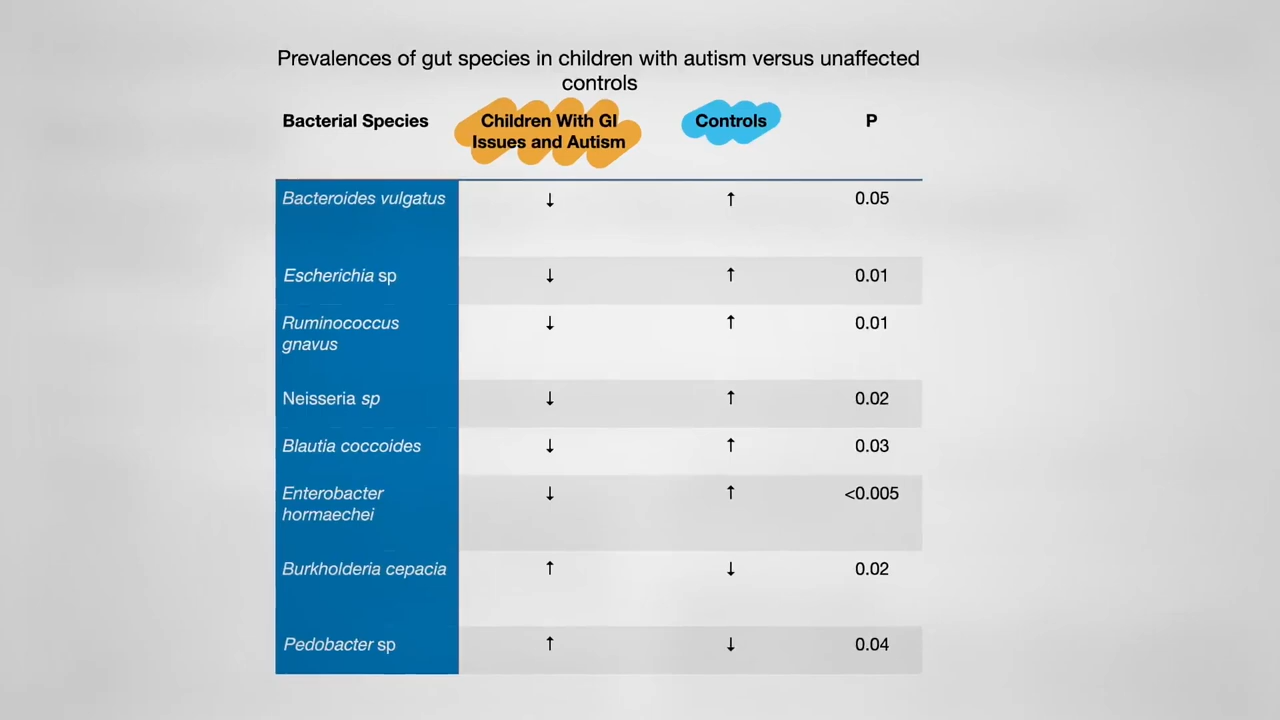 Prevalences of gut species in children with autism versus unaffected
controls
Bacterial Species Children With GI Issues and Autism Controls P
Bacteroides vulgatus ↓ ↑ 0.05
Escherichia sp ↓ ↑ 0.01
Ruminococcus gnavus ↓ ↑ 0.01
Neisseria sp ↓ ↑ 0.02
Blautia coccoides ↓ ↑ 0.03
Enterobacter hormaechei ↓ ↑ <0.005
Burkholderia cepacia ↑ ↓ 0.02
Pedobacter sp ↑ ↓ 0.04